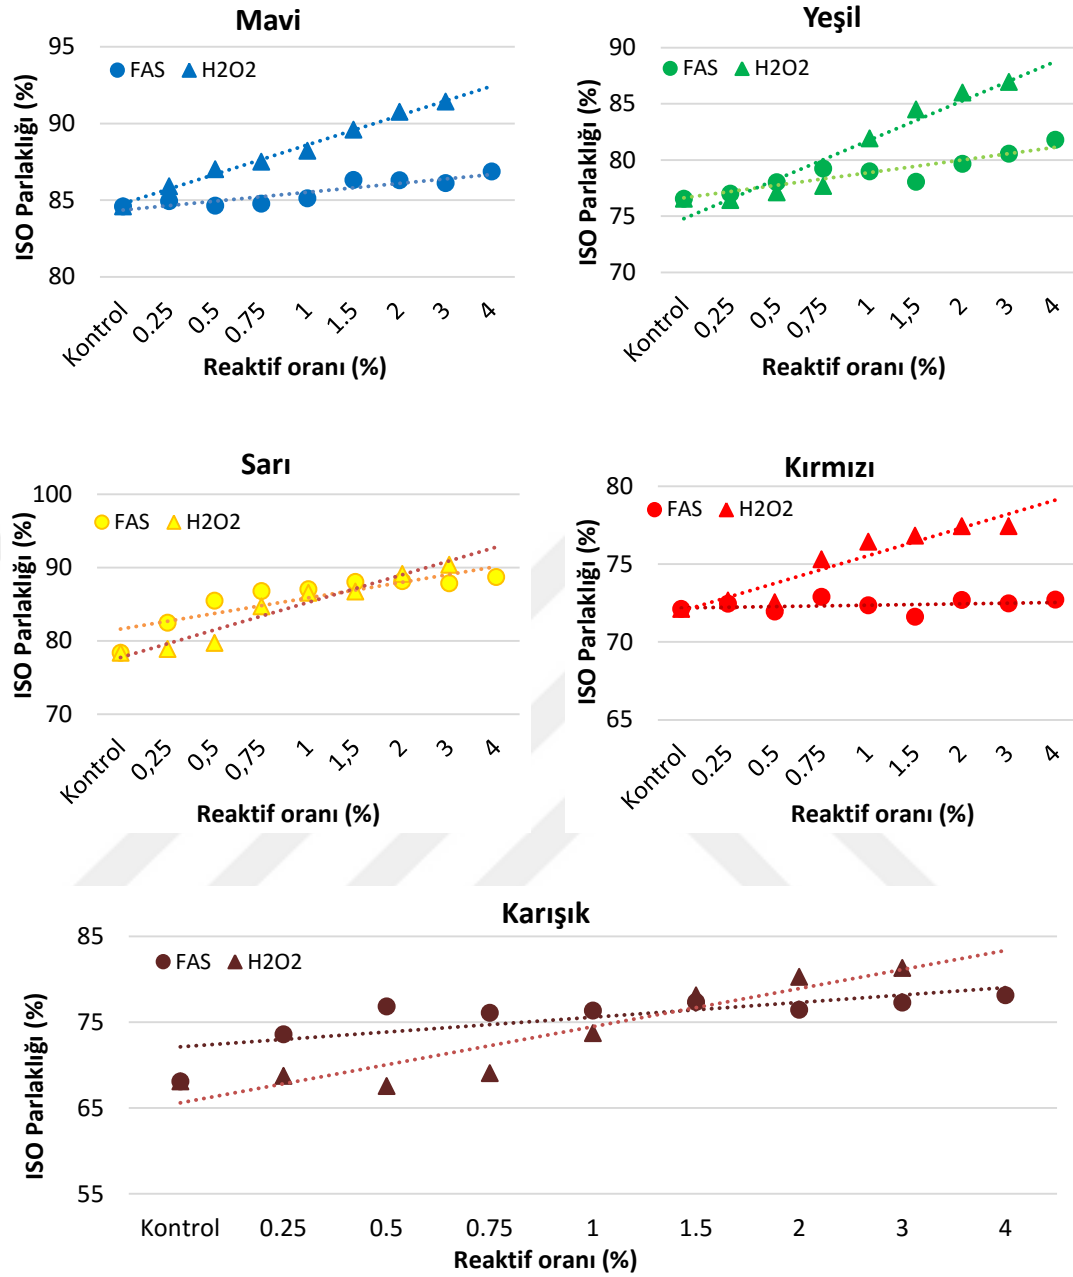 Mavi
ISO Parlaklığı (%)
95
90
85
80
FAS H2O2
Kontrol 0.25 0.5 0.75 1 1.5 2 3 4
Reaktif oranı (%)
Yeşil
ISO Parlaklığı (%)
90
85
80
75
70
FAS H2O2
Kontrol 0,25 0,5 0,75 1 1,5 2 3 4
Reaktif oranı (%)
Sarı
ISO Parlaklığı (%)
100
90
80
70
FAS H2O2
Kontrol 0,25 0,5 0,75 1 1,5 2 3 4
Reaktif oranı (%)
Kırmızı
ISO Parlaklığı (%)
80
75
70
65
FAS H2O2
Kontrol 0.25 0.5 0.75 1 1.5 2 3 4
Reaktif oranı (%)
Karışık
ISO Parlaklığı (%)
85
75
65
55
FAS H2O2
Kontrol 0.25 0.5 0.75 1 1.5 2 3 4
Reaktif oranı (%)